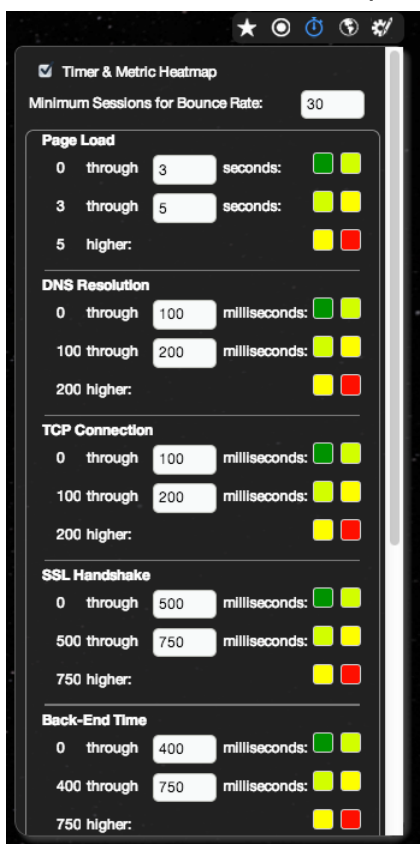 Timer & Metric Heatmap
Minimum Sessions for Bounce Rate: 30
Page Load
0 through 3 seconds:
3 through 5 seconds:
5 higher:
DNS Resolution
0 through 100 milliseconds:
100 through 200
200 higher:
TCP Connection
0 through 100 milliseconds:
100 through 200 milliseconds:
200 higher:
SSL Handshake
0 through 500 milliseconds:
500 through 750 milliseconds:
750 higher:
Back-End Time
0 through 400 milliseconds:
400 through 750 milliseconds:
750 higher: